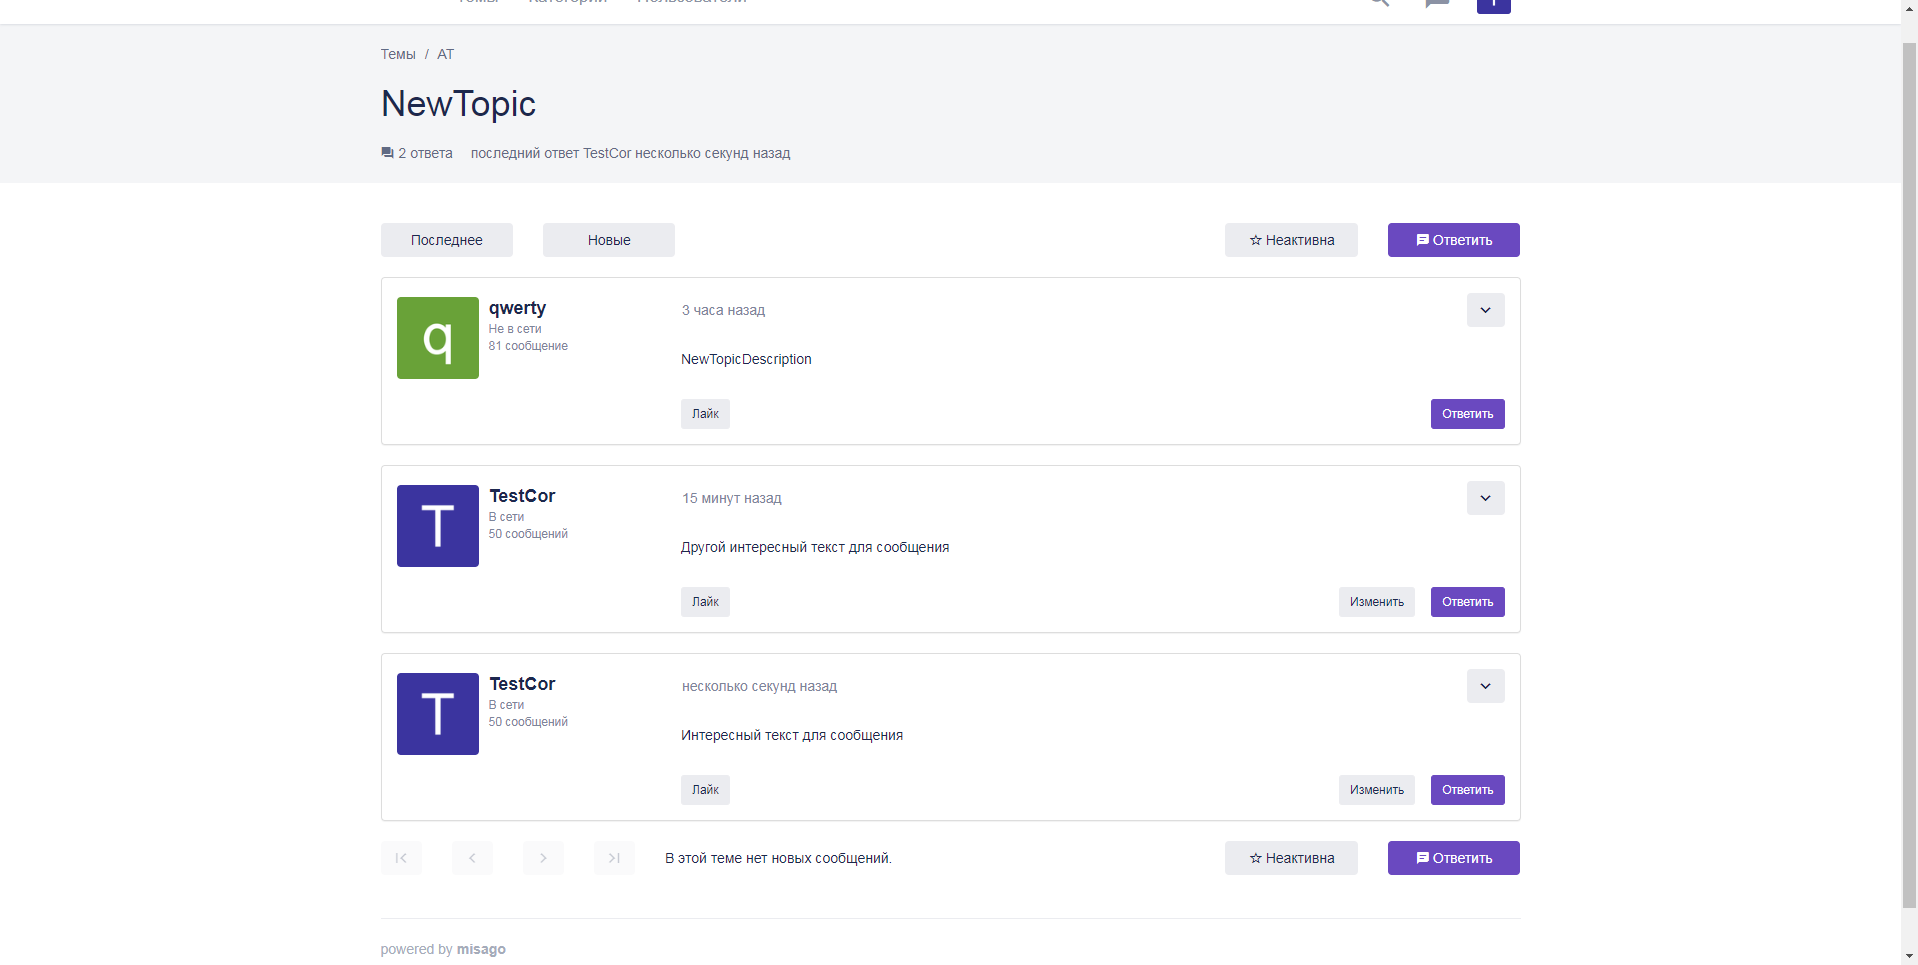 Темы / AT
NewTopic
2 ответа последний ответ TestCor несколько секунд назад
Последнее Новые Неактивна Ответить
q
qwerty
Не в сети
81 сообщение
3 часа назад
NewTopicDescription
Лайк Ответить
T
TestCor
В сети
50 сообщений
15 минут назад
Другой интересный текст для сообщения
Лайк Изменить Ответить
T
TestCor
В сети
50 сообщений
несколько секунд назад
Интересный текст для сообщения
Лайк Изменить Ответить
В этой теме нет новых сообщений. Неактивна Ответить
powered by misago